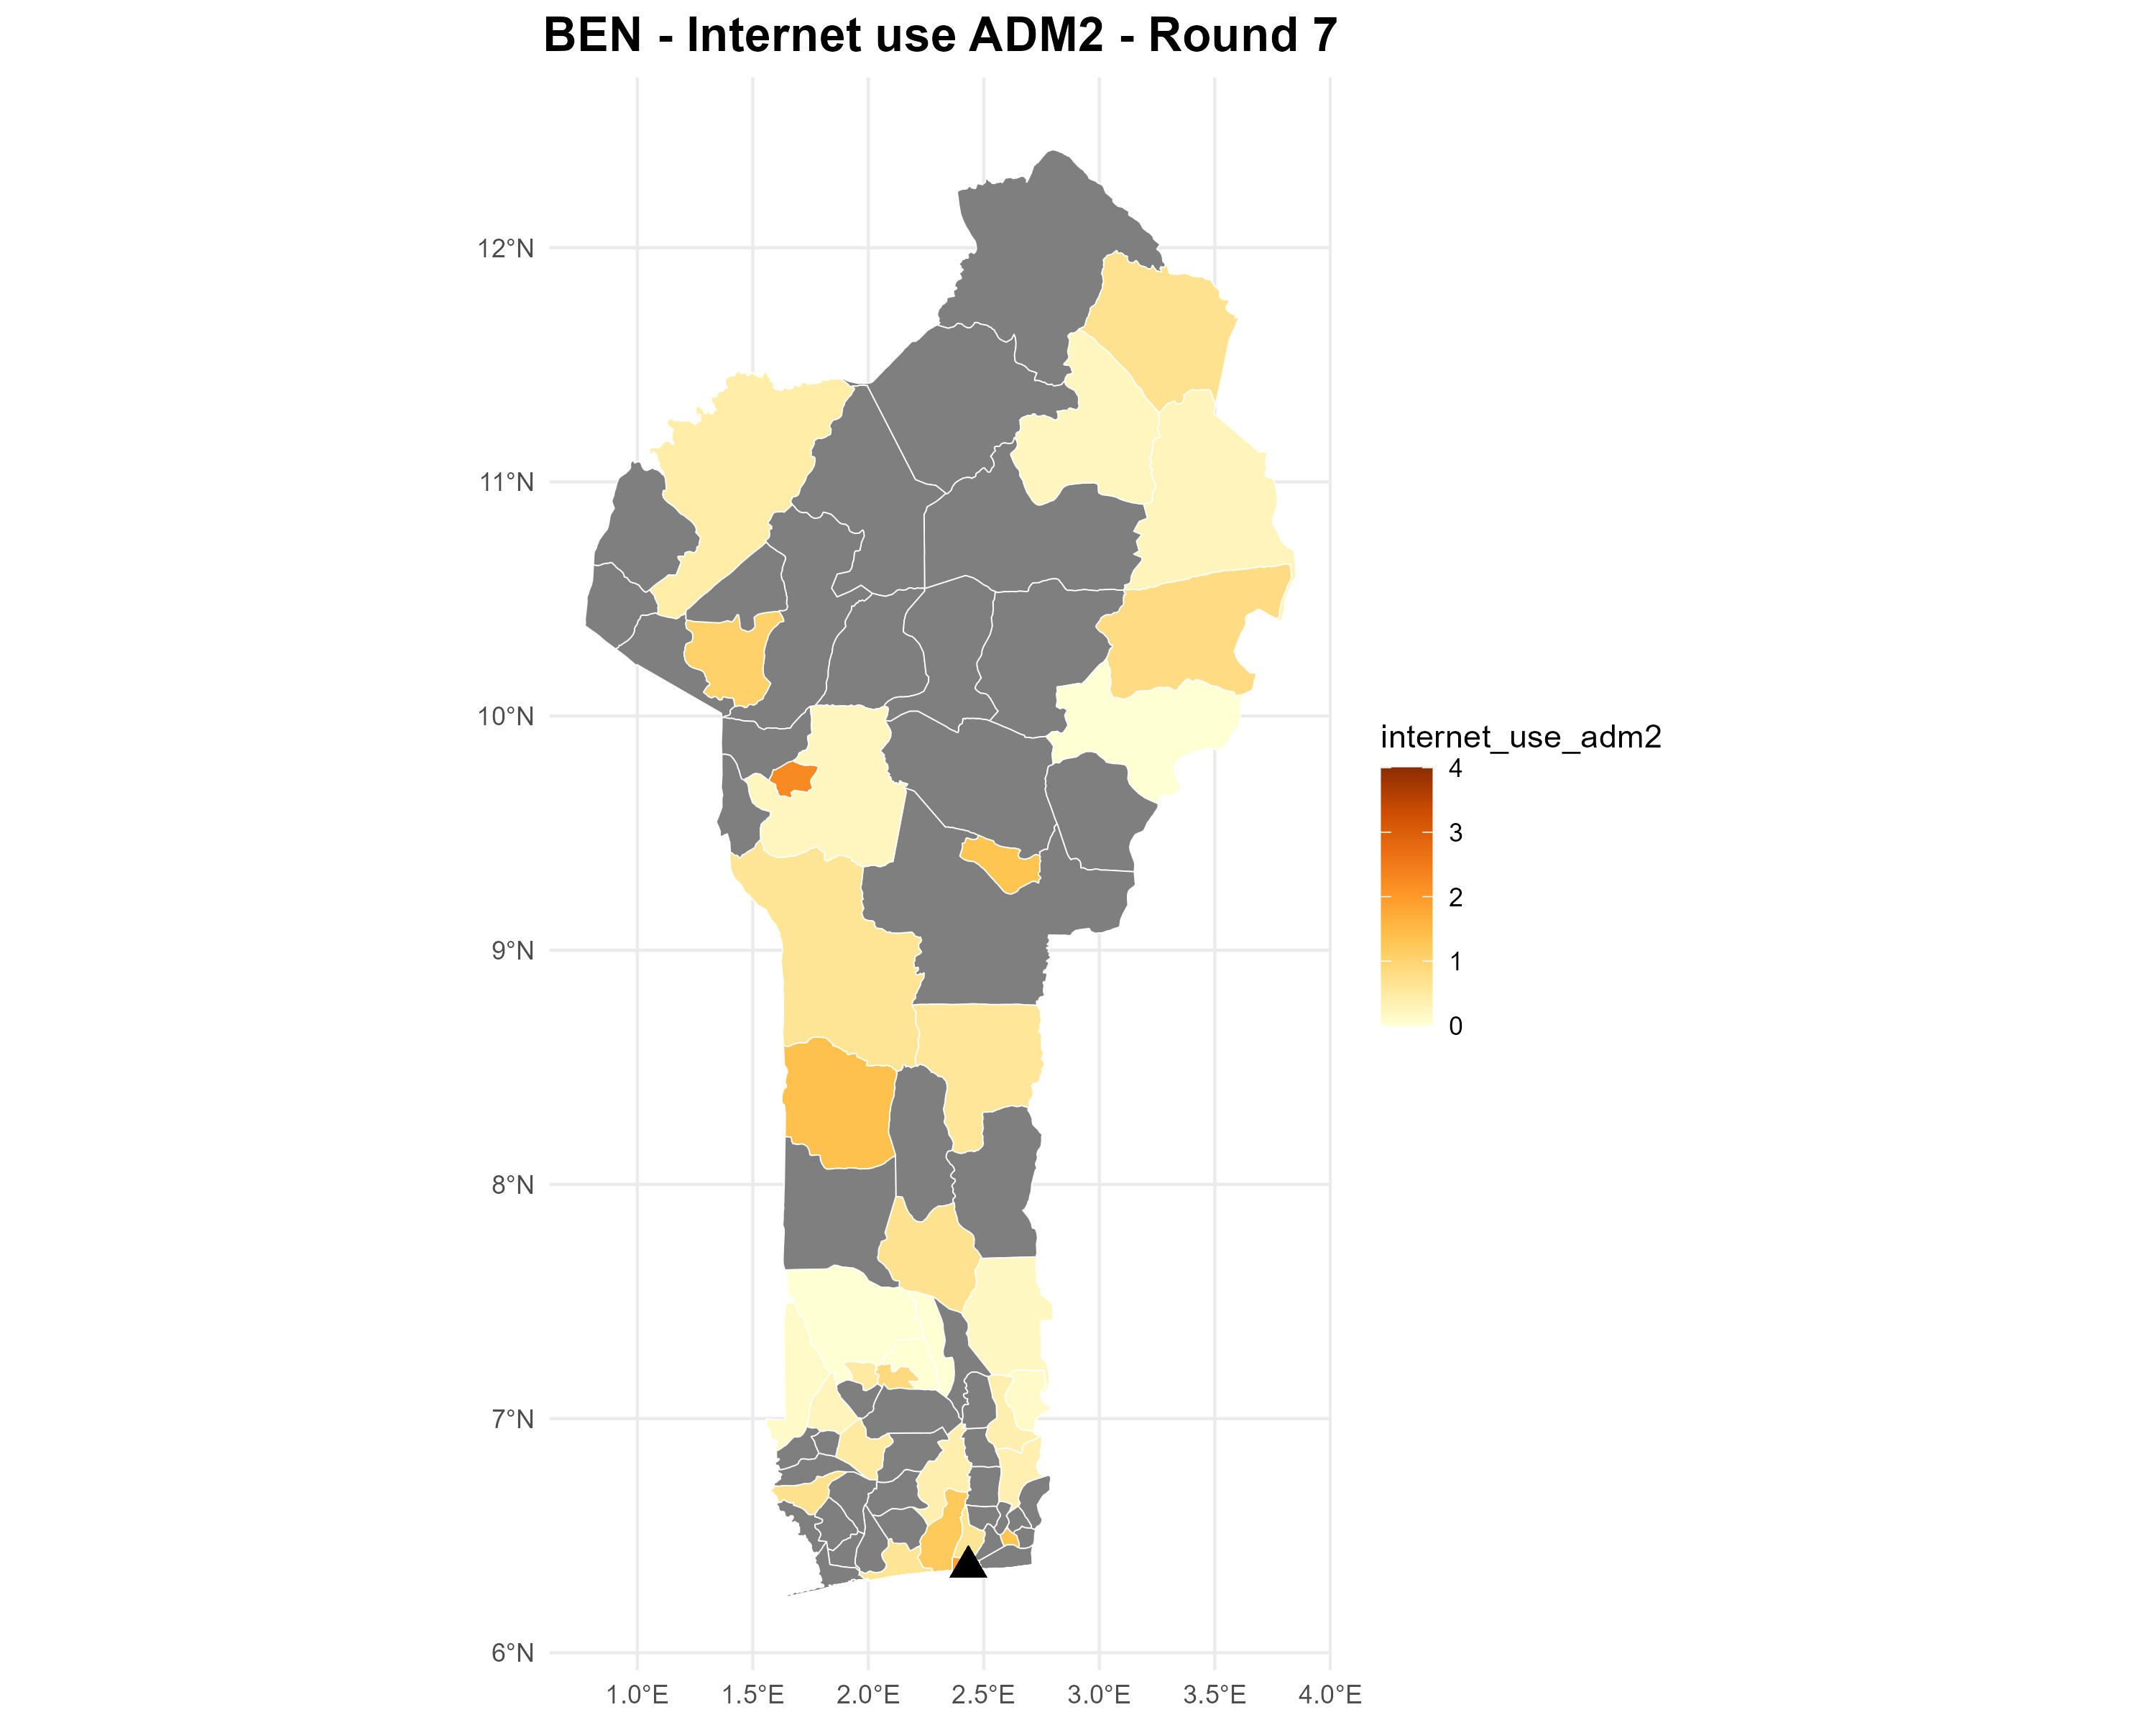 BEN - Internet use ADM2 - Round 7
12°N
11°N
10°N
9°N
8°N
7°N
6°N
1.0°E 1.5°E 2.0°E 2.5°E 3.0°E 3.5°E 4.0°E
internet_use_adm2
4
3
2
1
0